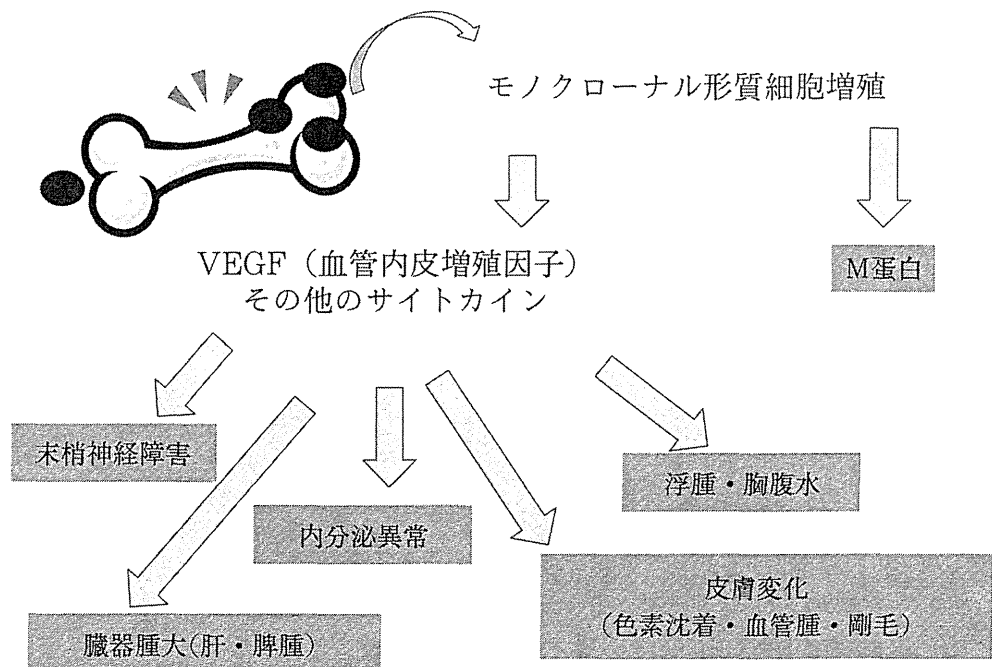 モノクローナル形質細胞増殖
VEGF（血管内皮増殖因子）
その他のサイトカイン
M蛋白
末梢神経障害
浮腫・胸腹水
内分泌異常
皮膚変化
(色素沈着・血管腫・剛毛)
臓器腫大(肝・脾腫)